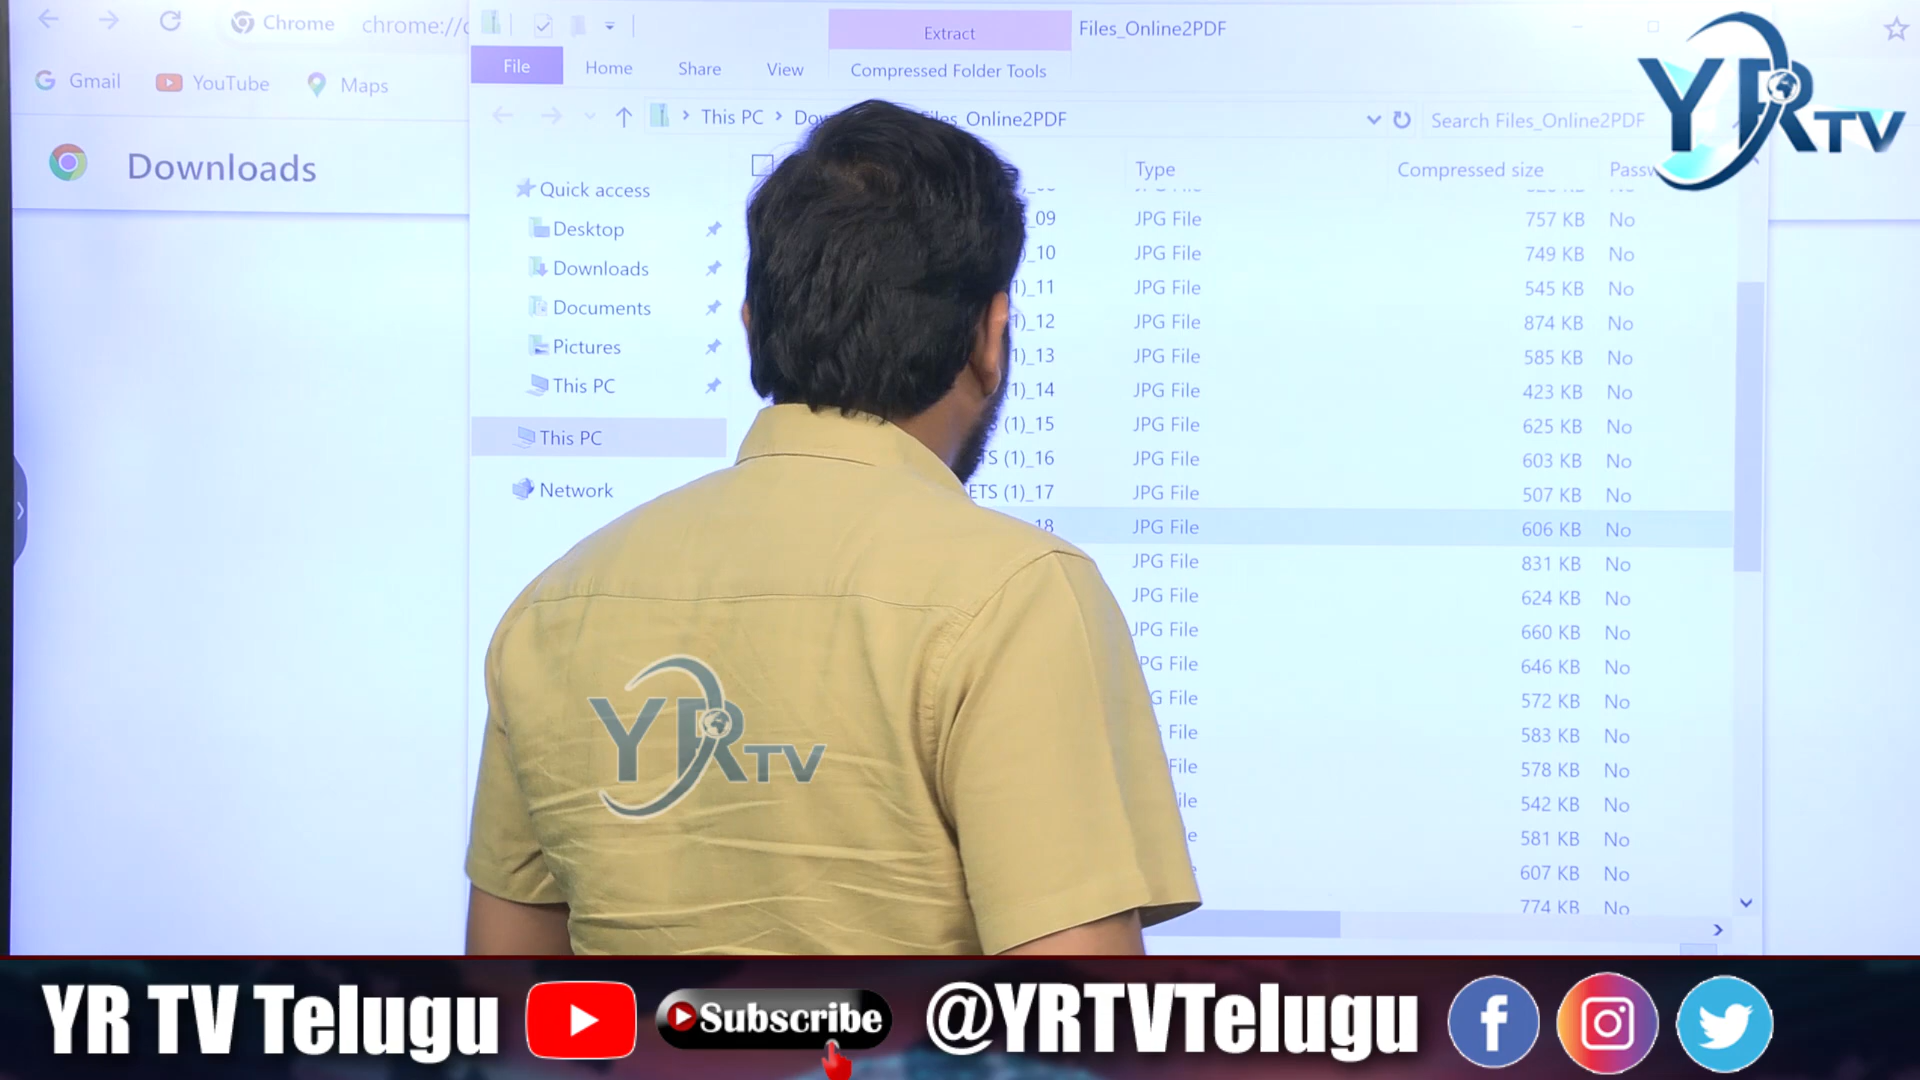 Chrome
chrome://
Gmail
YouTube
Maps
Downloads
Extract
Files_Online2PDF
File
Home
Share
View
Compressed Folder Tools
This PC
Files_Online2PDF
Search Files_Online2PDF
Quick access
Desktop
Downloads
Documents
Pictures
This PC
This PC
Network
Type
Compressed size
_09 JPG File 757 KB No
)_10 JPG File 749 KB No
1)_11 JPG File 545 KB No
1)_12 JPG File 874 KB No
1)_13 JPG File 585 KB No
(1)_14 JPG File 423 KB No
(1)_15 JPG File 625 KB No
TS (1)_16 JPG File 603 KB No
ETS (1)_17 JPG File 507 KB No
_18 JPG File 606 KB No
JPG File 831 KB No
JPG File 624 KB No
JPG File 660 KB No
PG File 646 KB No
G File 572 KB No
File 583 KB No
File 578 KB No
ile 542 KB No
e 581 KB No
607 KB No
774 KB No
YR TV
YR TV
YR TV Telugu
Subscribe
@YRTVTelugu